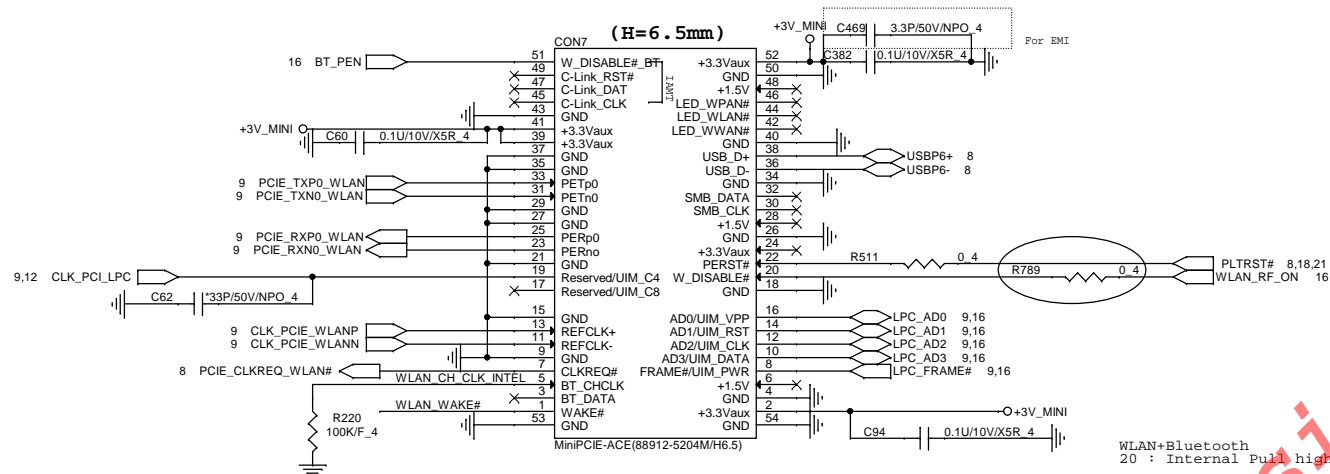 (H=6.5mm)
CON7
MiniPCIE-ACE(88912-5204M/H6.5)
16 BT_PEN
51 W_DISABLE#_BT
49 C-Link_RST#
47 C-Link_DAT
45 C-Link_CLK
IAMT
43 GND
41 +3.3Vaux
39 +3.3Vaux
+3V_MINI
C60 0.1U/10V/X5R_4
37 GND
35 GND
9 PCIE_TXP0_WLAN 33 PETp0
9 PCIE_TXN0_WLAN 31 PETn0
29 GND
27 GND
9 PCIE_RXP0_WLAN 25 PERp0
9 PCIE_RXN0_WLAN 23 PERno
21 GND
9,12 CLK_PCI_LPC 19 Reserved/UIM_C4
17 Reserved/UIM_C8
C62 *33P/50V/NPO_4
15 GND
9 CLK_PCIE_WLANP 13 REFCLK+
9 CLK_PCIE_WLANN 11 REFCLK-
9 GND
8 PCIE_CLKREQ_WLAN# 7 CLKREQ#
WLAN_CH_CLK_INTEL 5 BT_CHCLK
3 BT_DATA
WLAN_WAKE# 1 WAKE#
53 GND
R220
100K/F_4
+3V_MINI
C469 3.3P/50V/NPO_4
For EMI
C382 0.1U/10V/X5R_4
+3.3Vaux 52
GND 50
+1.5V 48
LED_WPAN# 46
LED_WLAN# 44
LED_WWAN# 42
GND 40
USB_D+ 38 USBP6+ 8
USB_D- 36 USBP6- 8
GND 34
SMB_DATA 32
SMB_CLK 30
+1.5V 28
GND 26
+3.3Vaux 24
PERST# 22 R511 0_4 PLTRST# 8,18,21
W_DISABLE# 20 R789 0_4 WLAN_RF_ON 16
GND 18
AD0/UIM_VPP 16 LPC_AD0 9,16
AD1/UIM_RST 14 LPC_AD1 9,16
AD2/UIM_CLK 12 LPC_AD2 9,16
AD3/UIM_DATA 10 LPC_AD3 9,16
FRAME#/UIM_PWR 8 LPC_FRAME# 9,16
+1.5V 6
GND 4
+3.3Vaux 2
GND 54
+3V_MINI
C94 0.1U/10V/X5R_4
WLAN+Bluetooth
20 : Internal Pull high